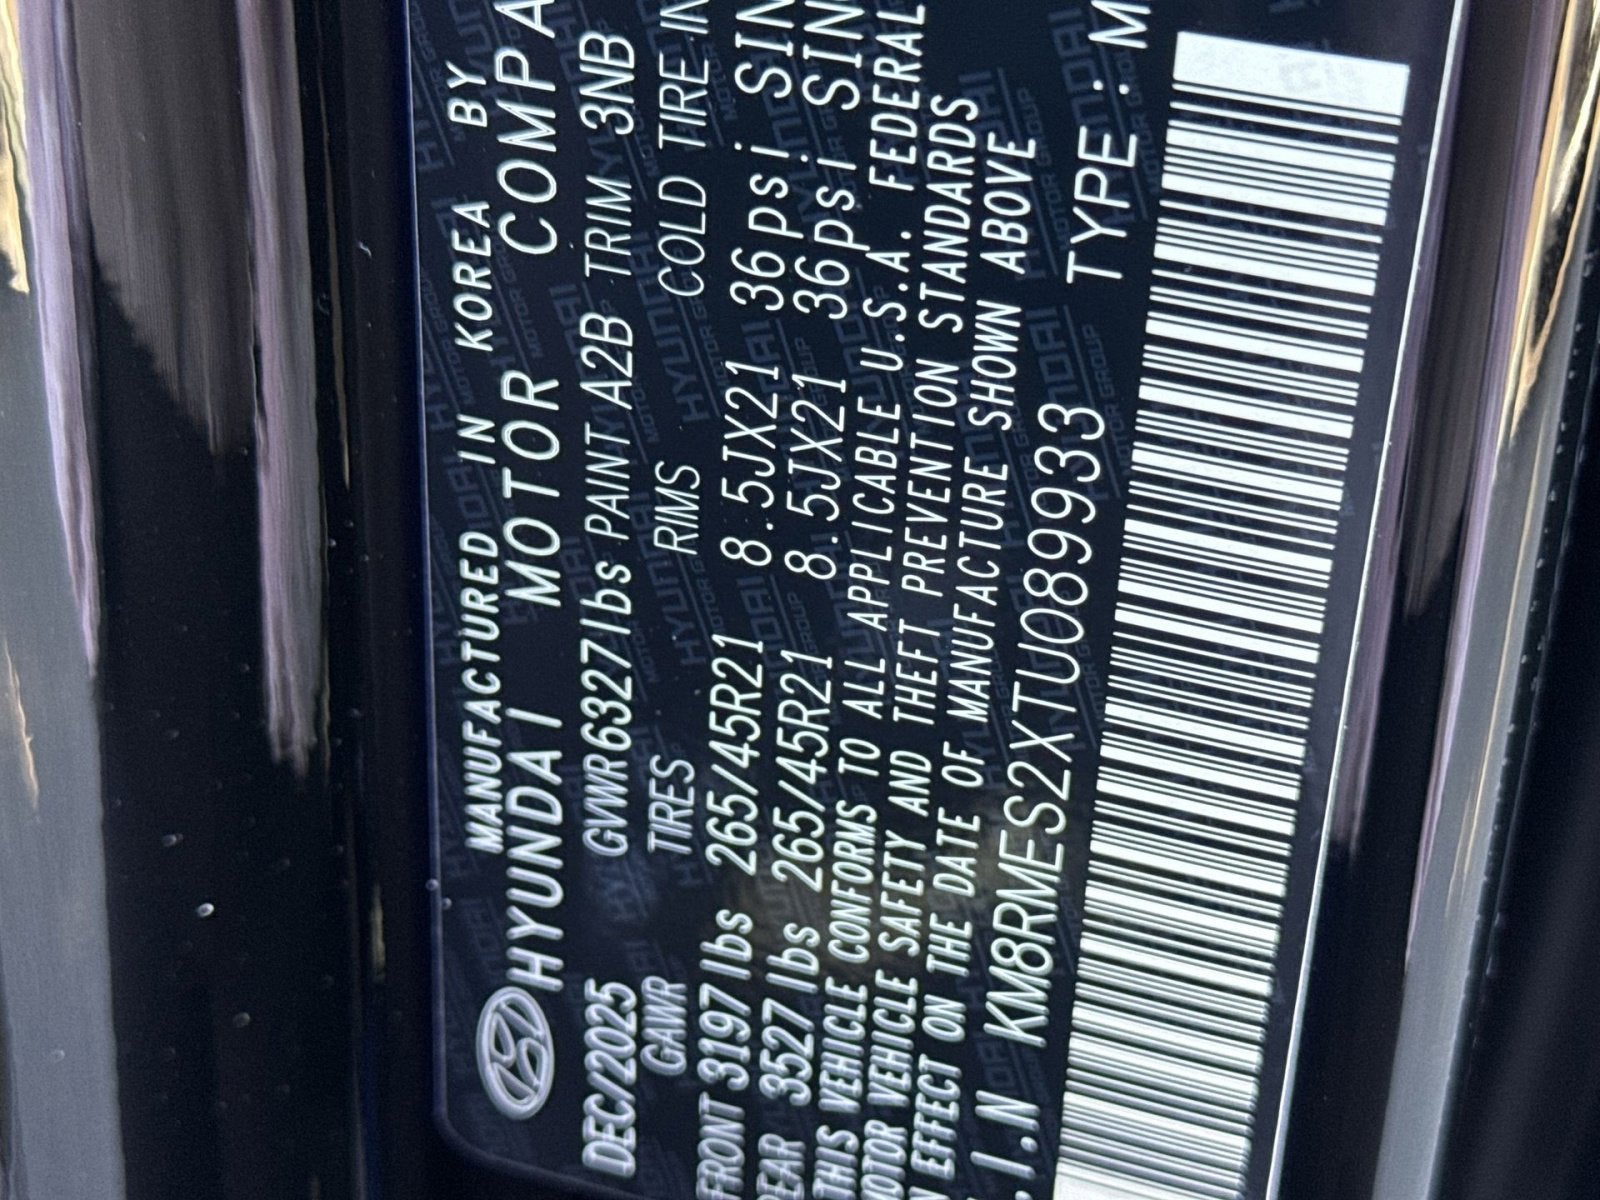 MANUFACTURED IN KOREA BY
HYUNDAI MOTOR COMPA
DEC/2025 GVWR6327lbs PAINT A2B TRIM 3NB
GAWR TIRES RIMS COLD TIRE IN
FRONT 3197lbs 265/45R21 8.5JX21 36psi SIN
REAR 3527lbs 265/45R21 8.5JX21 36psi SING
THIS VEHICLE CONFORMS TO ALL APPLICABLE U.S.A. FEDERAL
MOTOR VEHICLE SAFETY AND THEFT PREVENTION STANDARDS
IN EFFECT ON THE DATE OF MANUFACTURE SHOWN ABOVE
V.I.N KM8RMES2XTU089933 TYPE : M